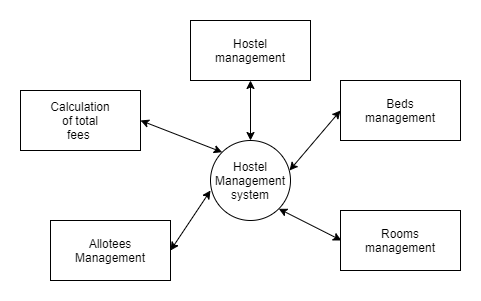 Hostel
management
Calculation
of total
fees
Beds
management
Hostel
Management
system
Allotees
Management
Rooms
management